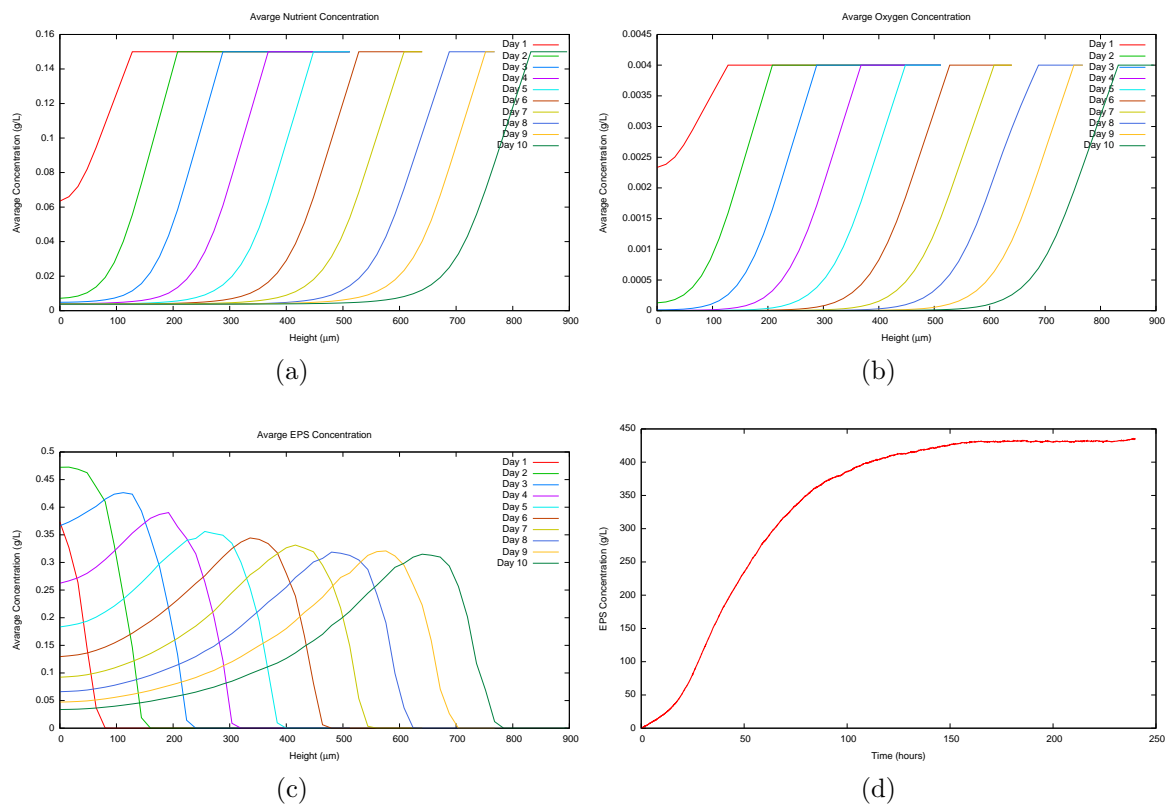 Avarge Nutrient Concentration
Avarage Concentration (g/L)
0.16
0.14
0.12
0.1
0.08
0.06
0.04
0.02
0
0 100 200 300 400 500 600 700 800 900
Height (µm)
Day 1
Day 2
Day 3
Day 4
Day 5
Day 6
Day 7
Day 8
Day 9
Day 10
(a)
Avarge Oxygen Concentration
Avarage Concentration (g/L)
0.0045
0.004
0.0035
0.003
0.0025
0.002
0.0015
0.001
0.0005
0
0 100 200 300 400 500 600 700 800 900
Height (µm)
Day 1
Day 2
Day 3
Day 4
Day 5
Day 6
Day 7
Day 8
Day 9
Day 10
(b)
Avarge EPS Concentration
Avarage Concentration (g/L)
0.5
0.45
0.4
0.35
0.3
0.25
0.2
0.15
0.1
0.05
0
0 100 200 300 400 500 600 700 800 900
Height (µm)
Day 1
Day 2
Day 3
Day 4
Day 5
Day 6
Day 7
Day 8
Day 9
Day 10
(c)
EPS Concentration (g/L)
450
400
350
300
250
200
150
100
50
0
0 50 100 150 200 250
Time (hours)
(d)